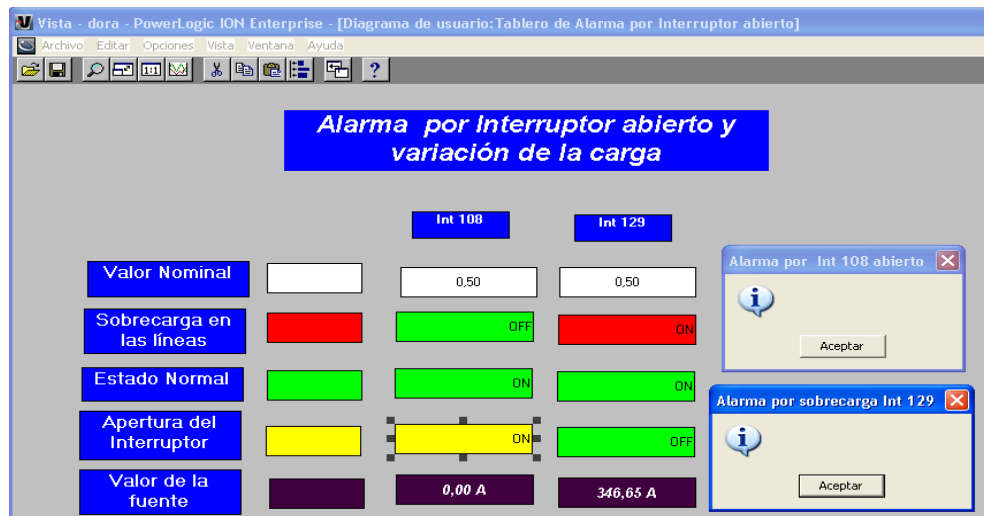 Vista - dora - PowerLogic ION Enterprise - [Diagrama de usuario:Tablero de Alarma por Interruptor abierto]
Archivo Editar Opciones Vista Ventana Ayuda
1:1 ?
Alarma por Interruptor abierto y
variación de la carga
Int 108 Int 129
Valor Nominal 0,50 0,50
Sobrecarga en
las líneas OFF ON
Estado Normal ON ON
Apertura del
Interruptor ON OFF
Valor de la
fuente 0,00 A 346,65 A
Alarma por Int 108 abierto
Aceptar
Alarma por sobrecarga Int 129
Aceptar